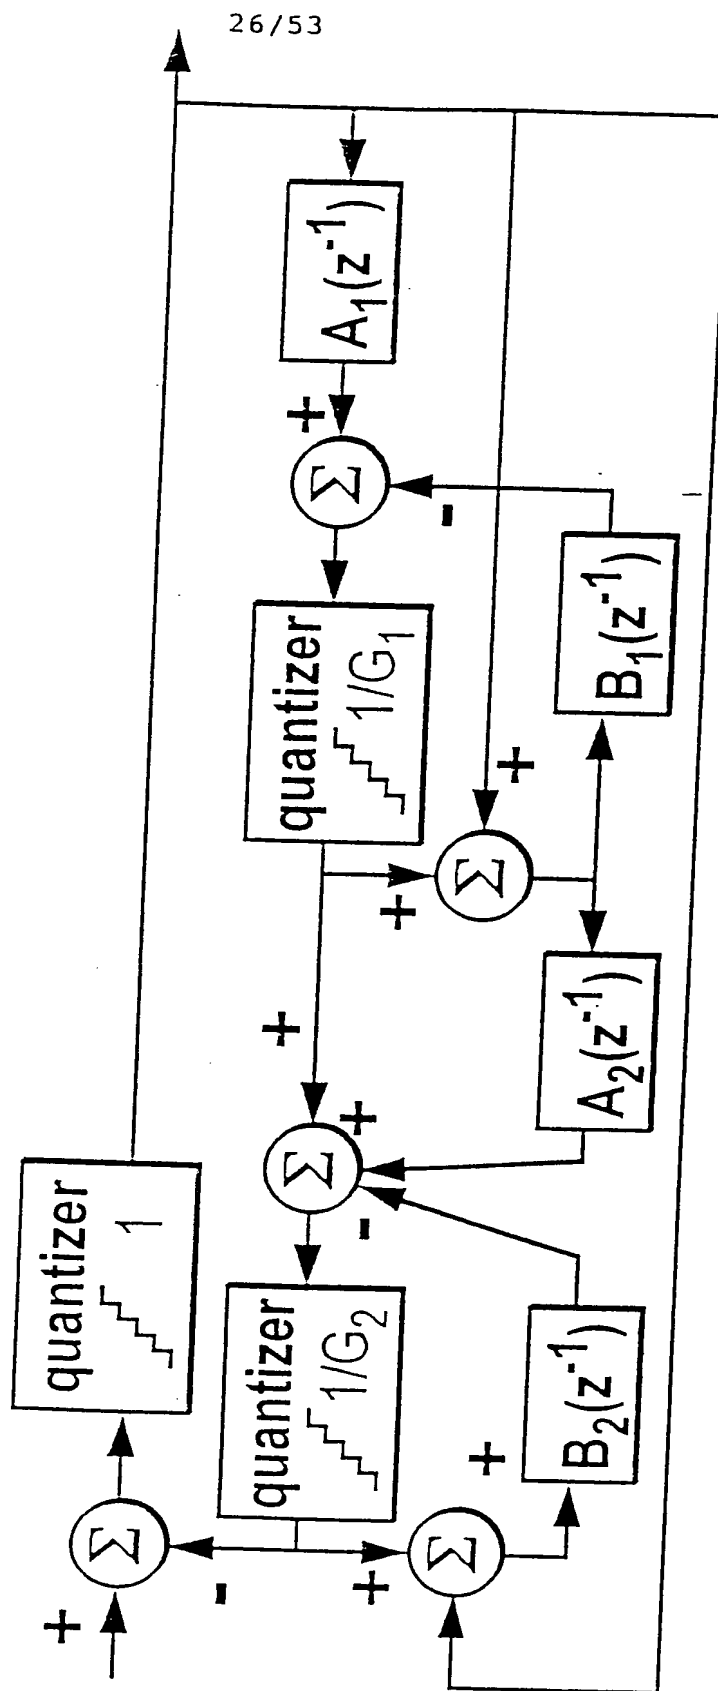 26/53
A₁(z⁻¹)
+
Σ
-
quantizer
1/G₁
B₁(z⁻¹)
+
Σ
+
+
A₂(z⁻¹)
+
Σ
-
quantizer
1
quantizer
1/G₂
B₂(z⁻¹)
+
Σ
+
-
Σ
+